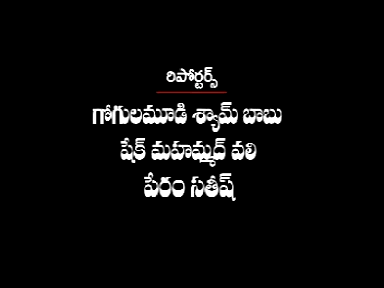 రిపోర్టర్స్
గోగులమూడి శ్యామ్ బాబు
షేక్ మహమ్మద్ వలి
పేరం సతీష్